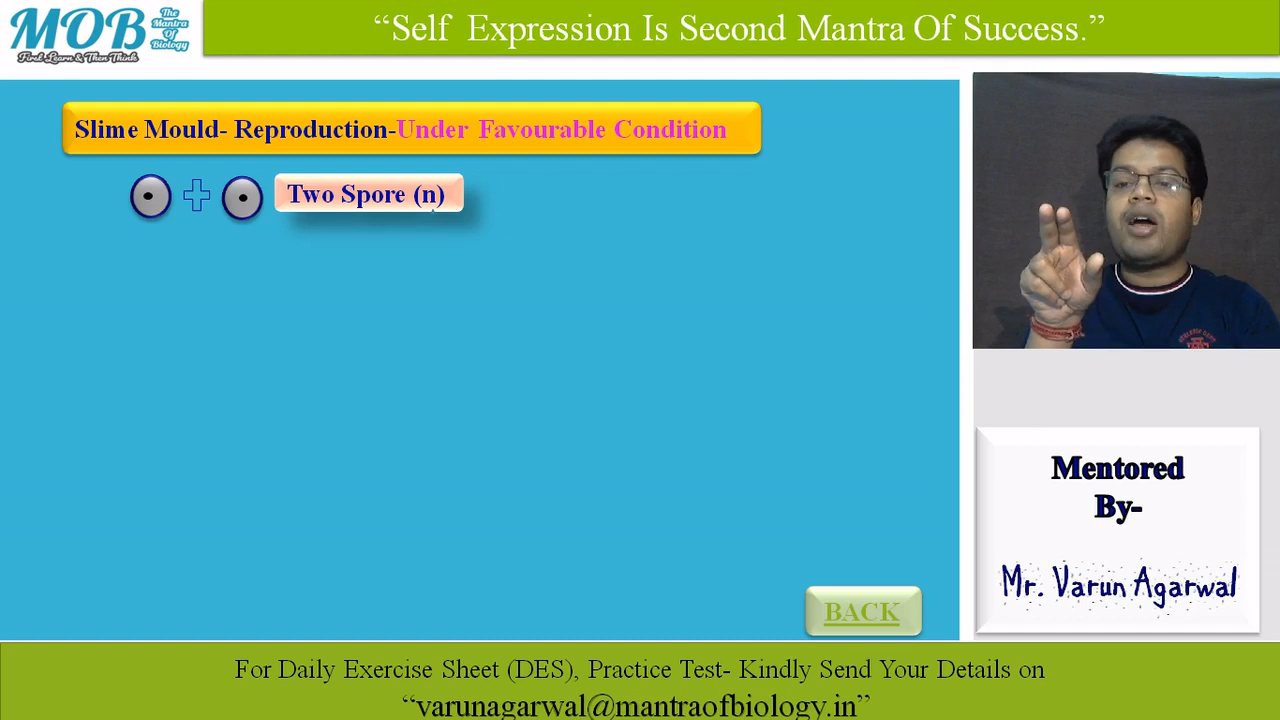 MOB
The
Mantra
Of
Biology
First Learn & Then Think
“Self Expression Is Second Mantra Of Success.”
Slime Mould- Reproduction-Under Favourable Condition
Two Spore (n)
Mentored
By-
Mr. Varun Agarwal
BACK
For Daily Exercise Sheet (DES), Practice Test- Kindly Send Your Details on
“varunagarwal@mantraofbiology.in”